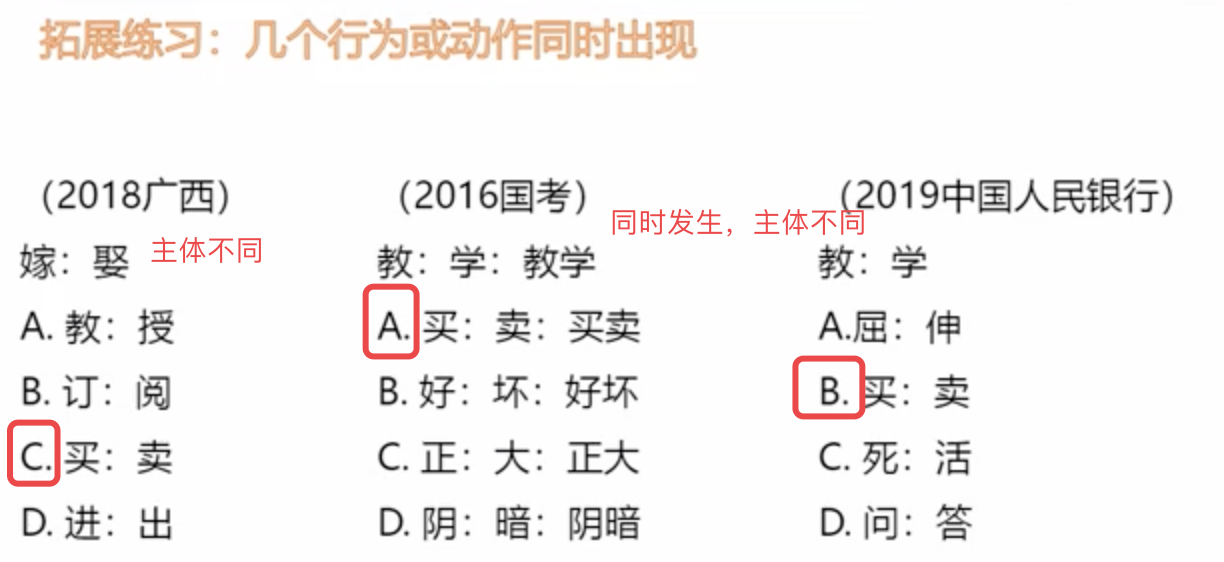 拓展练习：几个行为或动作同时出现
（2018广西）
嫁：娶 主体不同
A. 教：授
B. 订：阅
C. 买：卖
D. 进：出
（2016国考）
同时发生，主体不同
教：学：教学
A. 买：卖：买卖
B. 好：坏：好坏
C. 正：大：正大
D. 阴：暗：阴暗
（2019中国人民银行）
教：学
A.屈：伸
B. 买：卖
C. 死：活
D. 问：答